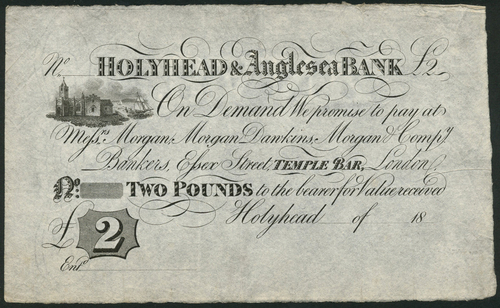 No HOLYHEAD & Anglesea BANK £2
On Demand We promise to pay at
Messrs. Morgan, Morgan Dawkins, Morgan & Compy.
Bankers, Essex Street, TEMPLE BAR, London,
No. TWO POUNDS to the bearer for Value received
Holyhead of 18
£ 2
Entd.